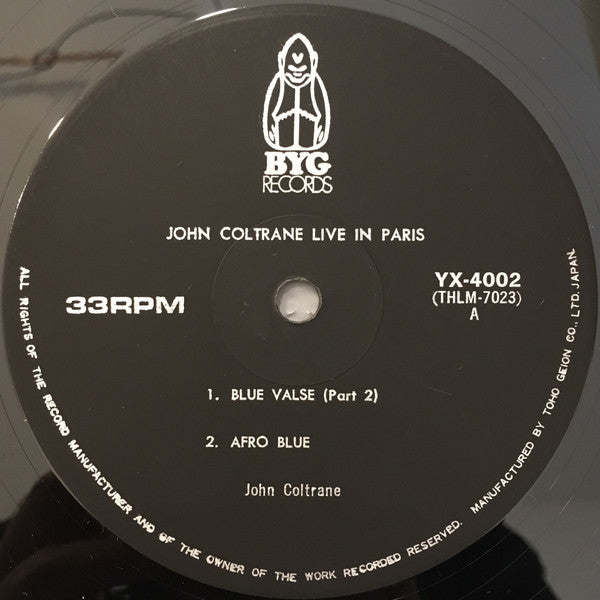 BYG
RECORDS
JOHN COLTRANE LIVE IN PARIS
33RPM
YX-4002
(THLM-7023)
A
1. BLUE VALSE (Part 2)
2. AFRO BLUE
John Coltrane
ALL RIGHTS OF THE RECORD MANUFACTURER AND OF THE OWNER OF THE WORK RECORDED RESERVED. MANUFACTURED BY TOHO GEION CO., LTD. JAPAN.